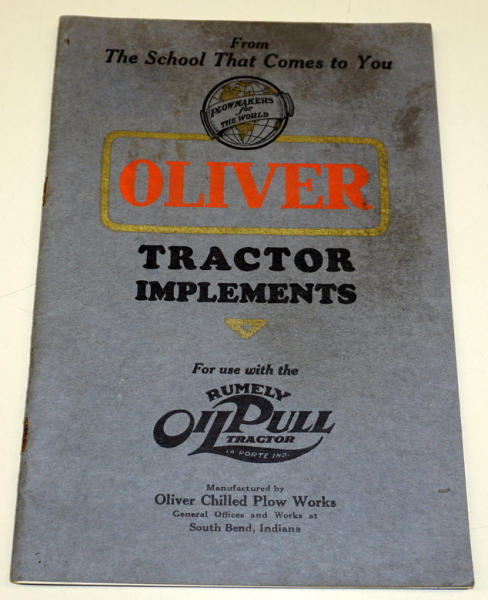 From
The School That Comes to You
PLOWMAKERS
FOR
THE WORLD
OLIVER
TRACTOR
IMPLEMENTS
For use with the
RUMELY
OILPULL
TRACTOR
LA PORTE IND.
Manufactured by
Oliver Chilled Plow Works
General Offices and Works at
South Bend, Indiana